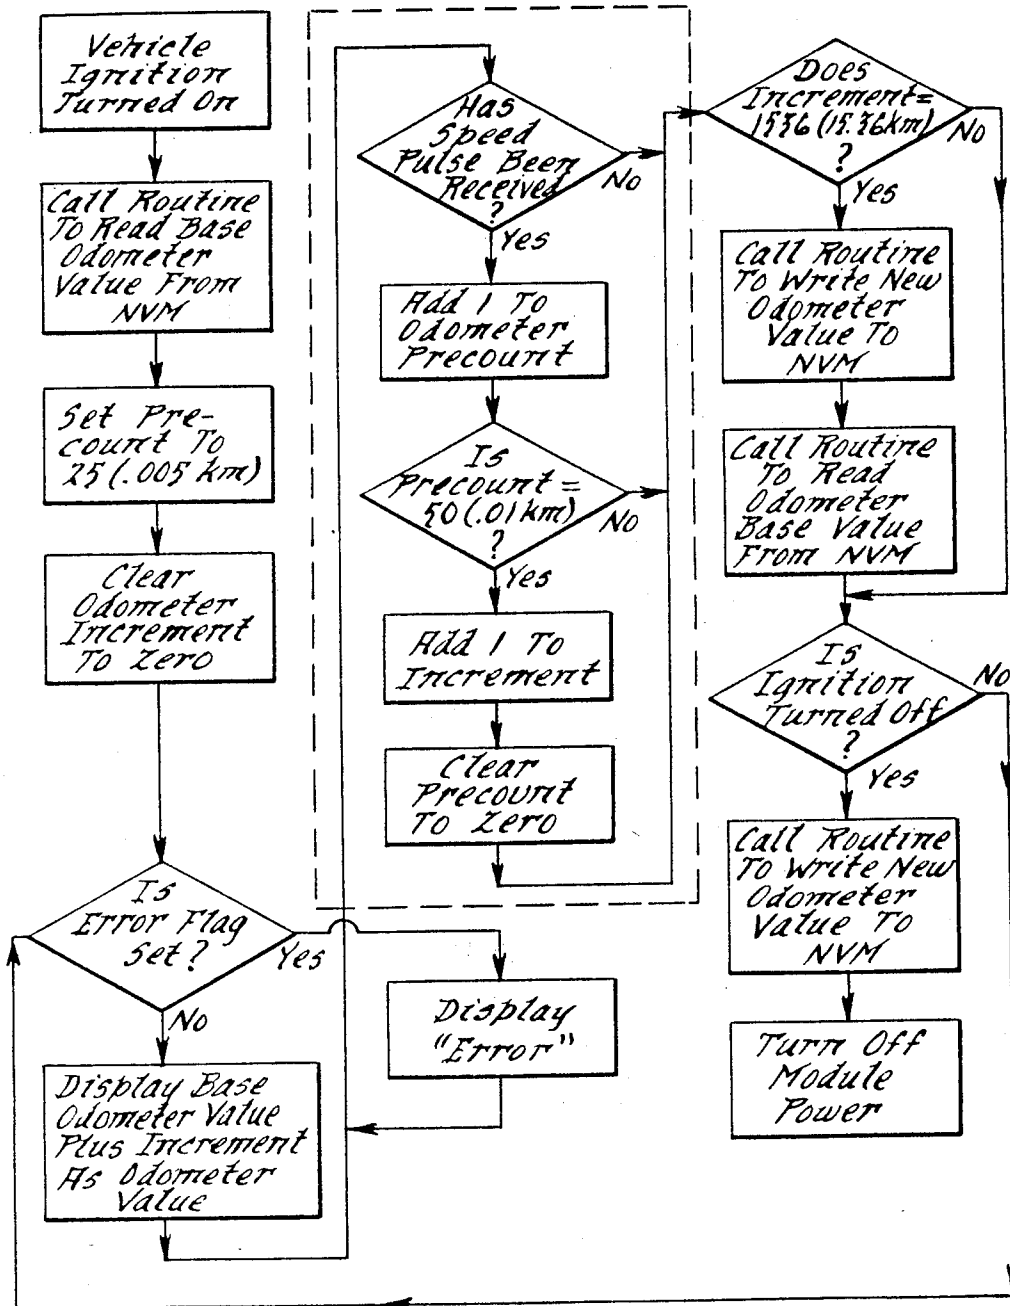 Vehicle
Ignition
Turned On
Call Routine
To Read Base
Odometer
Value From
NVM
Set Pre-
count To
25 (.005 km)
Clear
Odometer
Increment
To Zero
Is
Error Flag
Set?
Yes
No
Display Base
Odometer Value
Plus Increment
As Odometer
Value
Display
"Error"
Has
Speed
Pulse Been
Received
?
No
Yes
Add 1 To
Odometer
Precount
Is
Precount =
50 (.01 km)
?
No
Yes
Add 1 To
Increment
Clear
Precount
To Zero
Does
Increment =
1536 (15.36 km)
?
No
Yes
Call Routine
To Write New
Odometer
Value To
NVM
Call Routine
To Read
Odometer
Base Value
From NVM
Is
Ignition
Turned Off
?
No
Yes
Call Routine
To Write New
Odometer
Value To
NVM
Turn Off
Module
Power